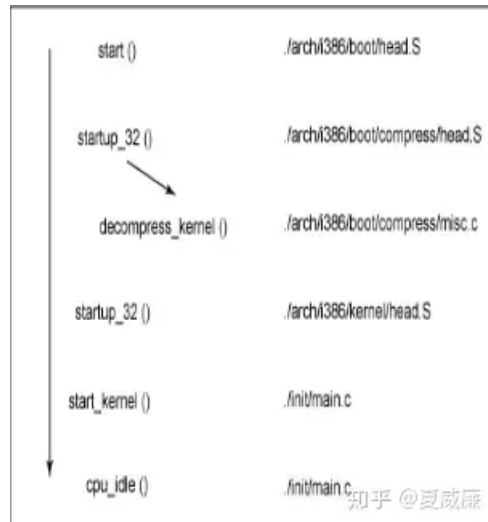 start () ./arch/i386/boot/head.S
startup_32 () ./arch/i386/boot/compress/head.S
decompress_kernel () ./arch/i386/boot/compress/misc.c
startup_32 () ./arch/i386/kernel/head.S
start_kernel () ./init/main.c
cpu_idle () ./init/main.c
知乎 @夏威廉